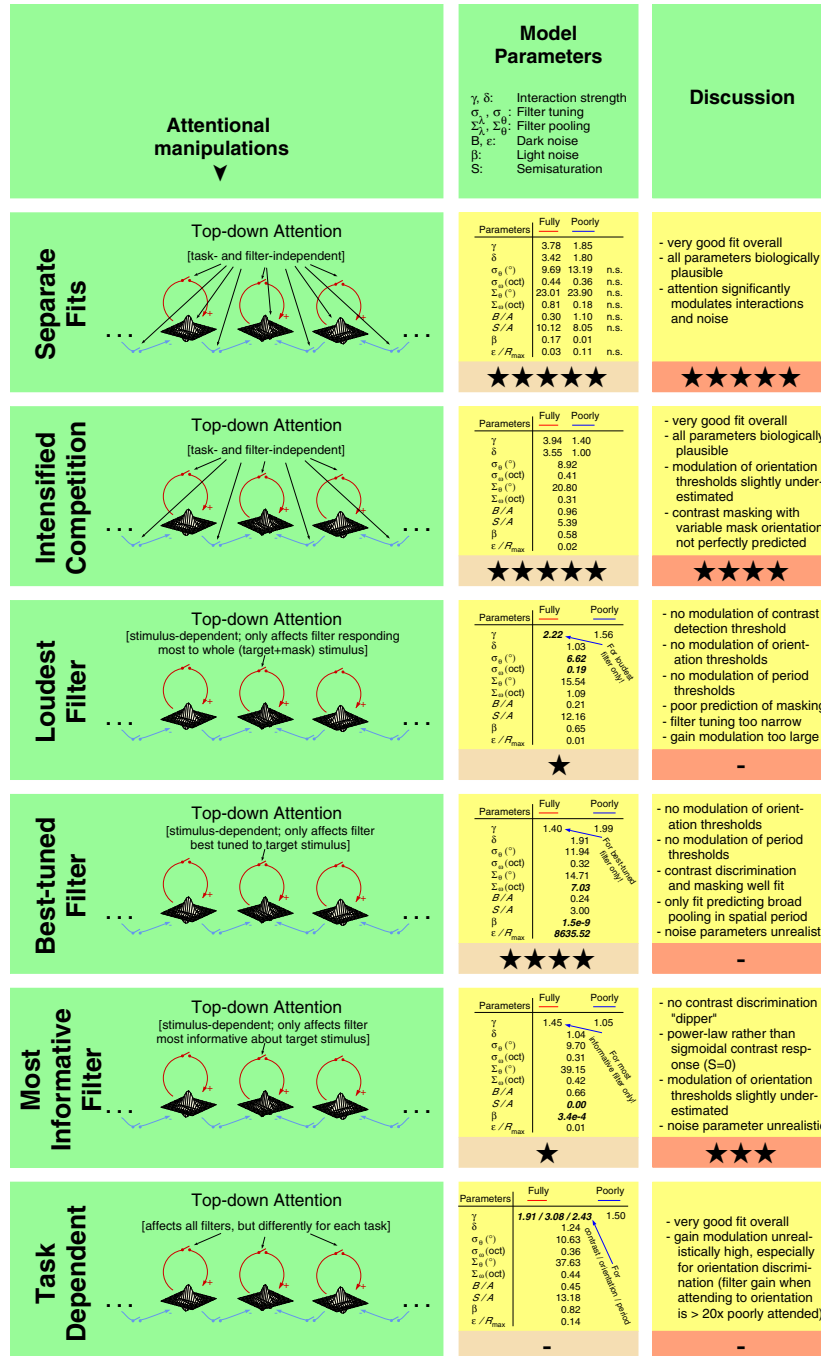 Attentional
manipulations
Model
Parameters
γ, δ: Interaction strength
σλ, σθ: Filter tuning
Σλ, Σθ: Filter pooling
B, ε: Dark noise
β: Light noise
S: Semisaturation
Discussion
Separate
Fits
Top-down Attention
[task- and filter-independent]
. . .
. . .
Parameters Fully Poorly
γ 3.78 1.85
δ 3.42 1.80
σθ (°) 9.69 13.19 n.s.
σω (oct) 0.44 0.36 n.s.
Σθ (°) 23.01 23.90 n.s.
Σω (oct) 0.81 0.18 n.s.
B/A 0.30 1.10 n.s.
S/A 10.12 8.05 n.s.
β 0.17 0.01
ε/Rmax 0.03 0.11 n.s.
★★★★★
- very good fit overall
- all parameters biologically
plausible
- attention significantly
modulates interactions
and noise
★★★★★
Intensified
Competition
Top-down Attention
[task- and filter-independent]
. . .
. . .
Parameters Fully Poorly
γ 3.94 1.40
δ 3.55 1.00
σθ (°) 8.92
σω (oct) 0.41
Σθ (°) 20.80
Σω (oct) 0.31
B/A 0.96
S/A 5.39
β 0.58
ε/Rmax 0.02
★★★★★
- very good fit overall
- all parameters biologically
plausible
- modulation of orientation
thresholds slightly under-
estimated
- contrast masking with
variable mask orientation
not perfectly predicted
★★★★
Loudest
Filter
Top-down Attention
[stimulus-dependent; only affects filter responding
most to whole (target+mask) stimulus]
. . .
. . .
Parameters Fully Poorly
γ 2.22 1.56
δ 1.03
σθ (°) 6.62
σω (oct) 0.19
Σθ (°) 15.54
Σω (oct) 1.09
B/A 0.21
S/A 12.16
β 0.65
ε/Rmax 0.01
For loudest
filter only!
★
- no modulation of contrast
detection threshold
- no modulation of orient-
ation thresholds
- no modulation of period
thresholds
- poor prediction of masking
- filter tuning too narrow
- gain modulation too large
-
Best-tuned
Filter
Top-down Attention
[stimulus-dependent; only affects filter
best tuned to target stimulus]
. . .
. . .
Parameters Fully Poorly
γ 1.40 1.99
δ 1.91
σθ (°) 11.94
σω (oct) 0.32
Σθ (°) 14.71
Σω (oct) 7.03
B/A 0.24
S/A 3.00
β 1.5e-9
ε/Rmax 8635.52
For best-tuned
filter only!
★★★★
- no modulation of orient-
ation thresholds
- no modulation of period
thresholds
- contrast discrimination
and masking well fit
- only fit predicting broad
pooling in spatial period
- noise parameters unrealist
-
Most
Informative
Filter
Top-down Attention
[stimulus-dependent; only affects filter
most informative about target stimulus]
. . .
. . .
Parameters Fully Poorly
γ 1.45 1.05
δ 1.04
σθ (°) 9.70
σω (oct) 0.31
Σθ (°) 39.15
Σω (oct) 0.42
B/A 0.66
S/A 0.00
β 3.4e-4
ε/Rmax 0.01
For most
informative filter only!
★
- no contrast discrimination
"dipper"
- power-law rather than
sigmoidal contrast resp-
onse (S=0)
- modulation of orientation
thresholds slightly under-
estimated
- noise parameter unrealistic
★★★
Task
Dependent
Top-down Attention
[affects all filters, but differently for each task]
. . .
. . .
Parameters Fully Poorly
γ 1.91 / 3.08 / 2.43 1.50
δ 1.24
σθ (°) 10.63
σω (oct) 0.36
Σθ (°) 37.63
Σω (oct) 0.44
B/A 0.45
S/A 13.18
β 0.82
ε/Rmax 0.14
For
contrast / orientation / period
-
- very good fit overall
- gain modulation unreal-
istically high, especially
for orientation discrimi-
nation (filter gain when
attending to orientation
is > 20x poorly attended)
-